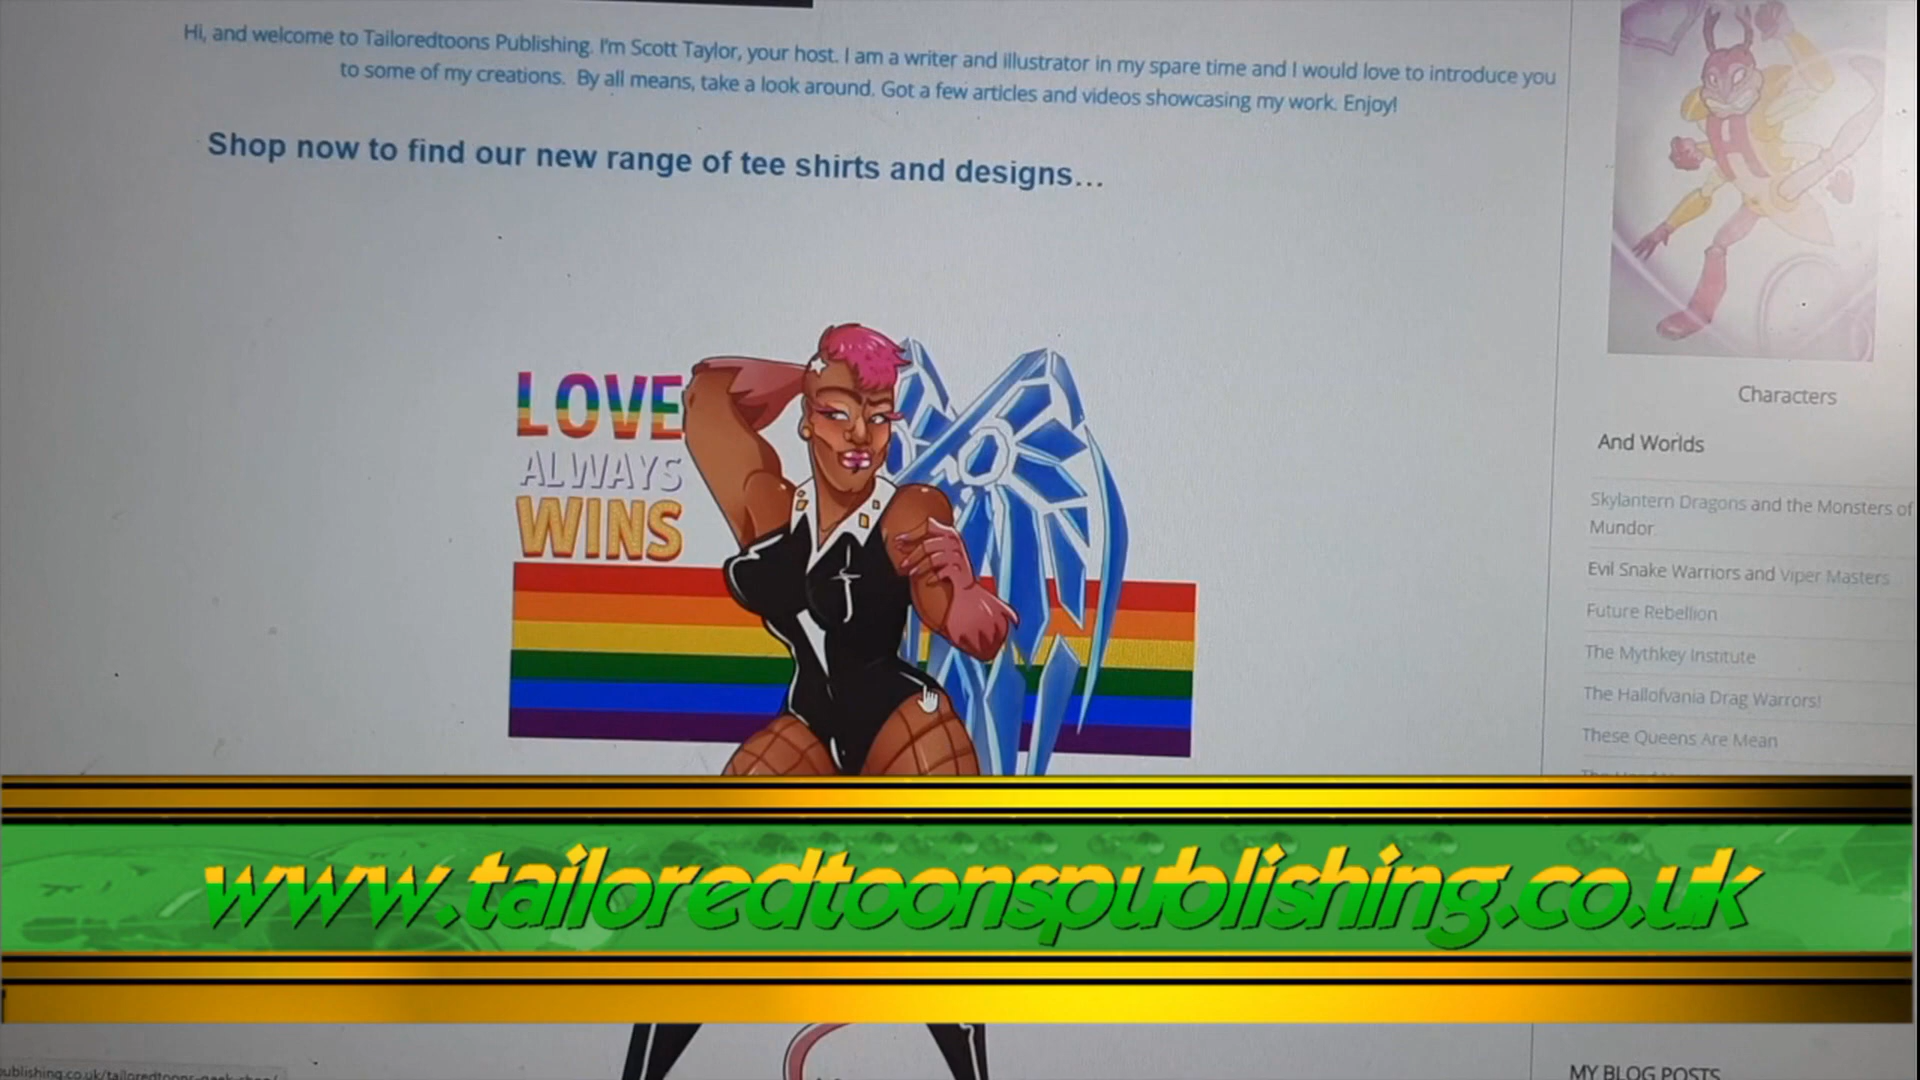 Hi, and welcome to Tailoredtoons Publishing. I'm Scott Taylor, your host. I am a writer and illustrator in my spare time and I would love to introduce you
to some of my creations. By all means, take a look around. Got a few articles and videos showcasing my work. Enjoy!
Shop now to find our new range of tee shirts and designs...
LOVE
ALWAYS
WINS
Characters
And Worlds
Skylantern Dragons and the Monsters of
Mundor
Evil Snake Warriors and Viper Masters
Future Rebellion
The Mythkey Institute
The Hallofvania Drag Warrors!
These Queens Are Mean
www.tailoredtoonspublishing.co.uk
MY BLOG POSTS